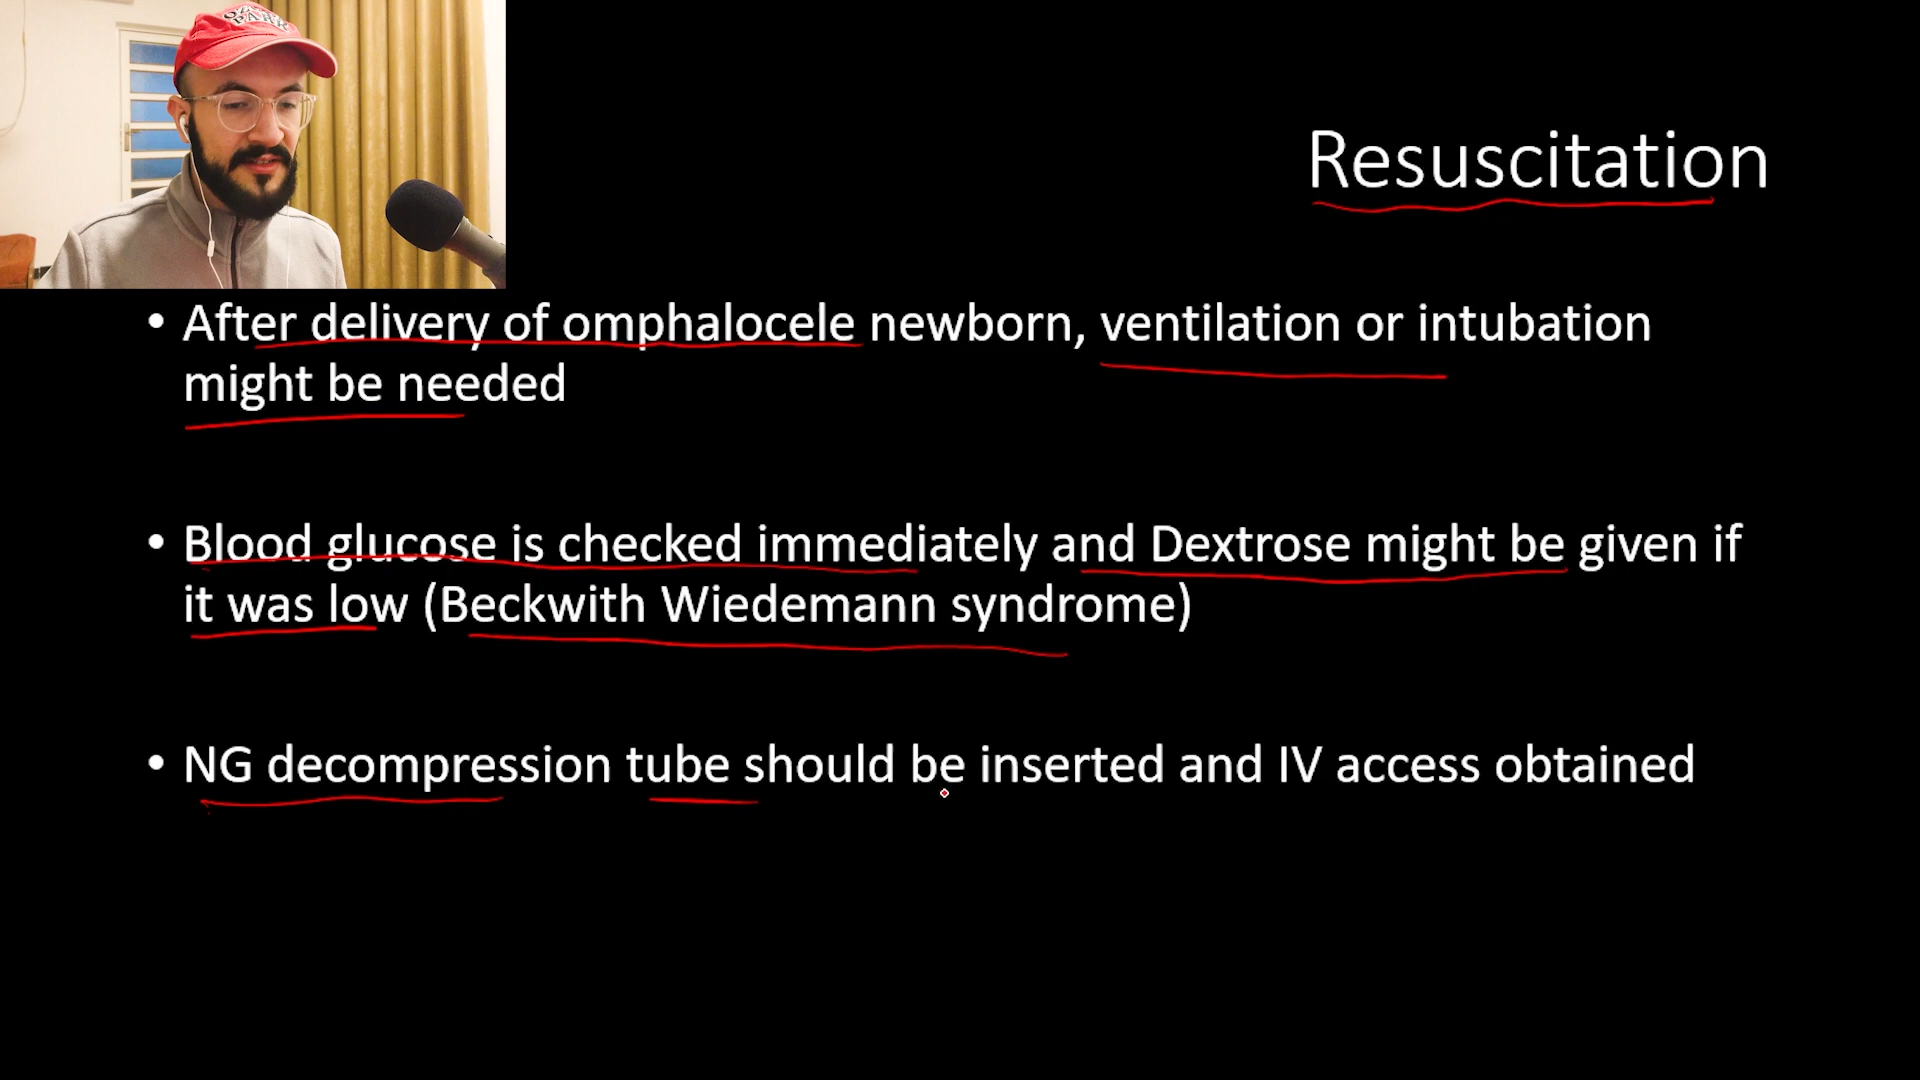 Resuscitation
• After delivery of omphalocele newborn, ventilation or intubation
might be needed
• Blood glucose is checked immediately and Dextrose might be given if
it was low (Beckwith Wiedemann syndrome)
• NG decompression tube should be inserted and IV access obtained